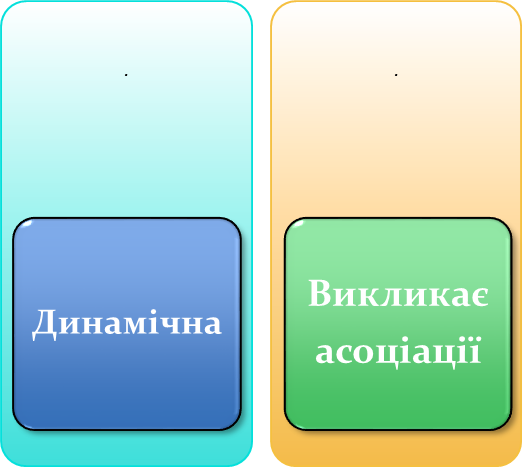 .
.
Динамічна
Викликає
асоціації